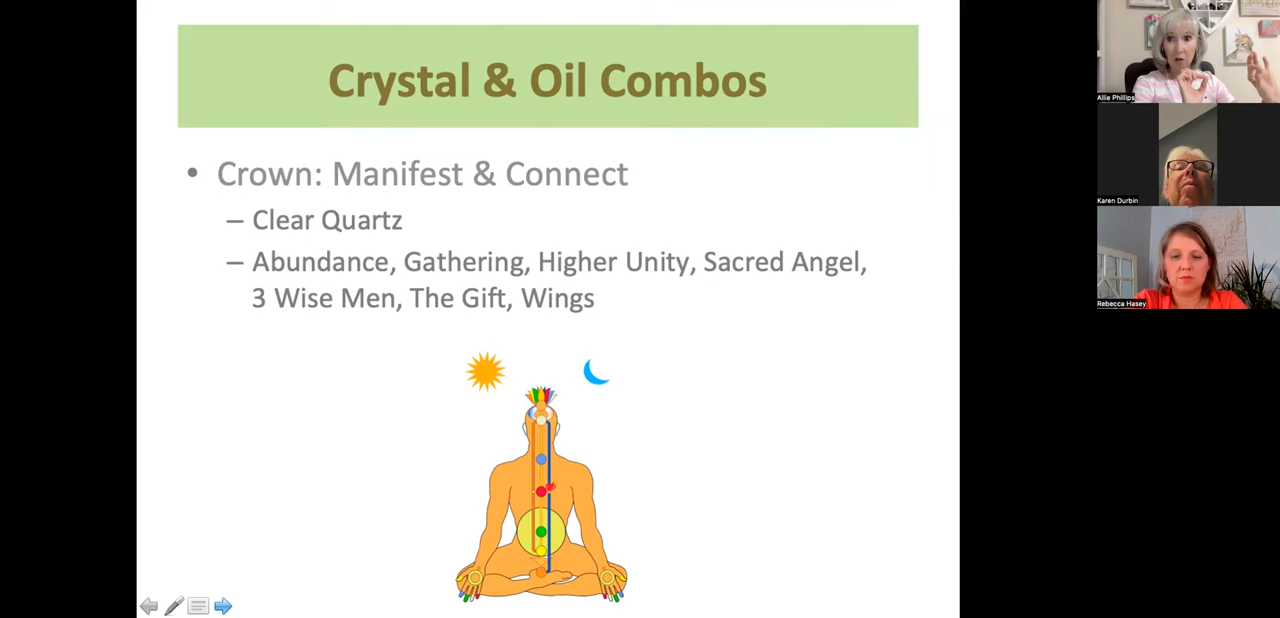 Crystal & Oil Combos
• Crown: Manifest & Connect
– Clear Quartz
– Abundance, Gathering, Higher Unity, Sacred Angel,
3 Wise Men, The Gift, Wings
Allie Phillips
Karen Durbin
Rebecca Hasey